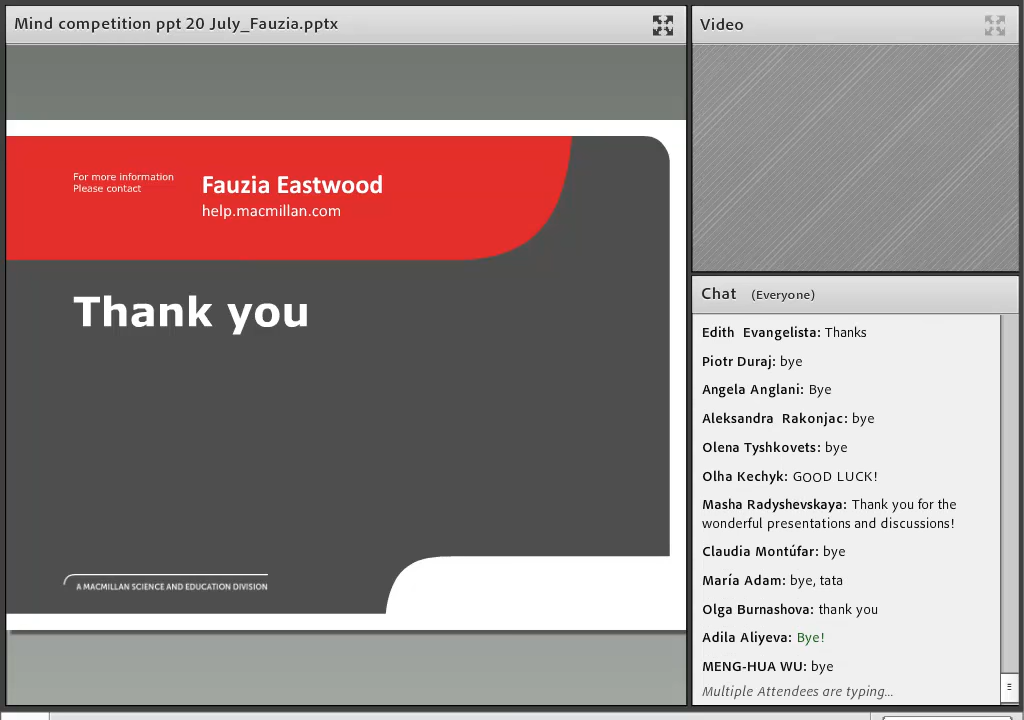 Mind competition ppt 20 July_Fauzia.pptx
For more information
Please contact
Fauzia Eastwood
help.macmillan.com
Thank you
A MACMILLAN SCIENCE AND EDUCATION DIVISION
Video
Chat (Everyone)
Edith Evangelista: Thanks
Piotr Duraj: bye
Angela Anglani: Bye
Aleksandra Rakonjac: bye
Olena Tyshkovets: bye
Olha Kechyk: GOOD LUCK!
Masha Radyshevskaya: Thank you for the
wonderful presentations and discussions!
Claudia Montúfar: bye
María Adam: bye, tata
Olga Burnashova: thank you
Adila Aliyeva: Bye!
MENG-HUA WU: bye
Multiple Attendees are typing...